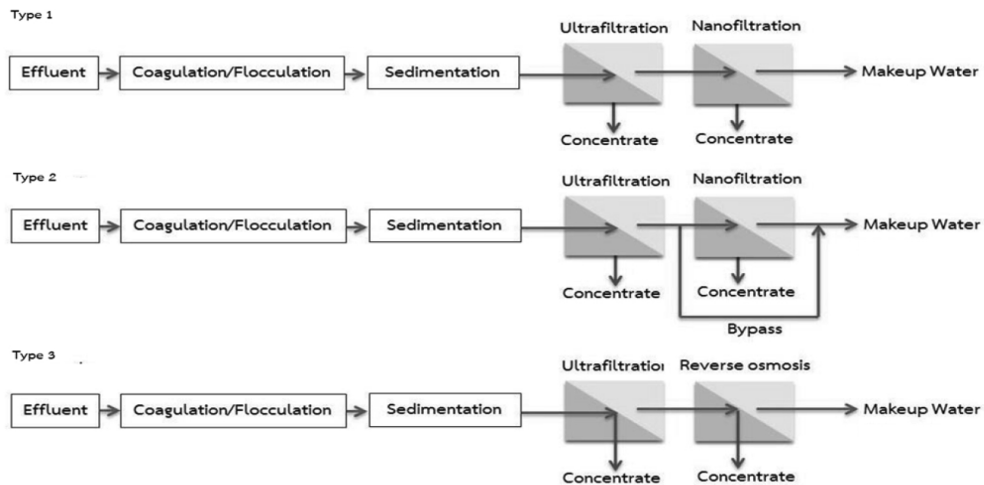 Type 1
Ultrafiltration Nanofiltration
Effluent Coagulation/Flocculation Sedimentation Makeup Water
Concentrate Concentrate
Type 2
Ultrafiltration Nanofiltration
Effluent Coagulation/Flocculation Sedimentation Makeup Water
Concentrate Concentrate
Bypass
Type 3
Ultrafiltration Reverse osmosis
Effluent Coagulation/Flocculation Sedimentation Makeup Water
Concentrate Concentrate